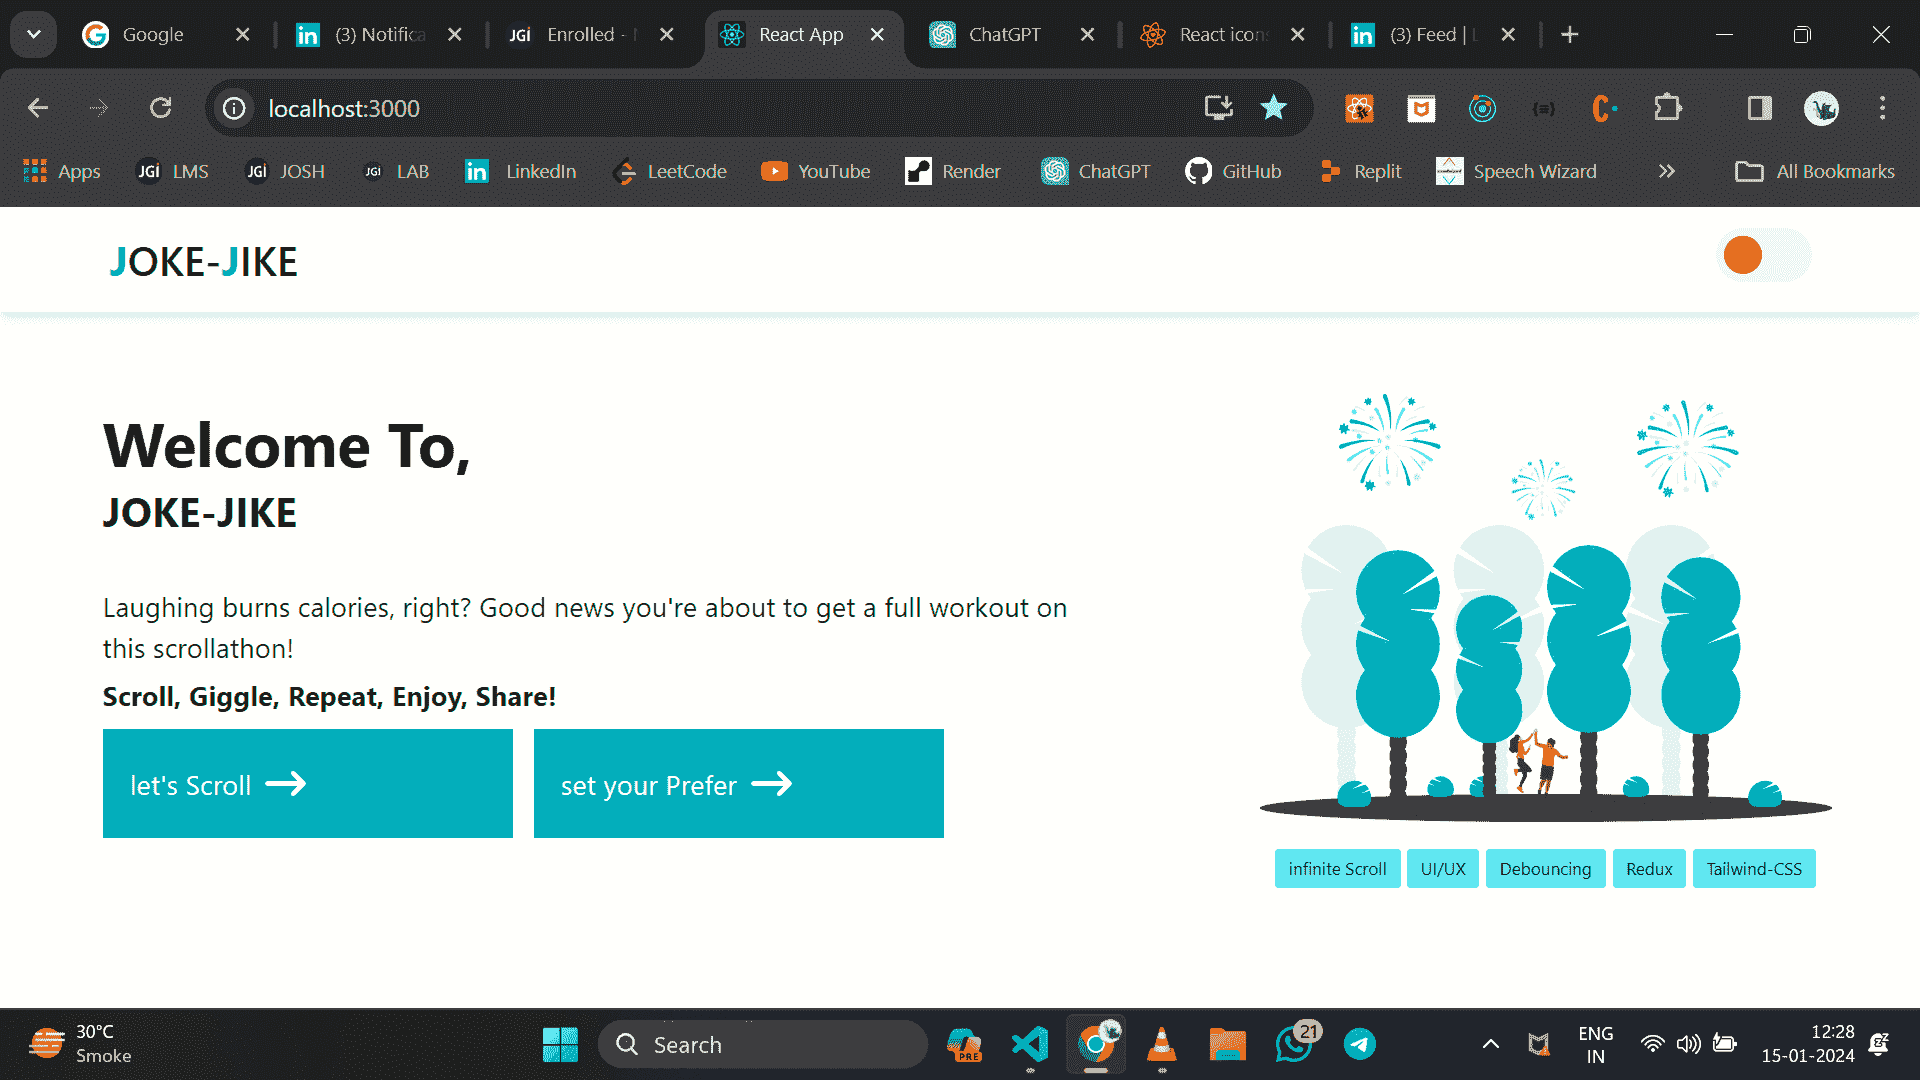 Google
(3) Notifica
Enrolled -
React App
ChatGPT
React icon
(3) Feed |
localhost:3000
Apps
JGi LMS
JGi JOSH
JGi LAB
LinkedIn
LeetCode
YouTube
Render
ChatGPT
GitHub
Replit
Speech Wizard
All Bookmarks
JOKE-JIKE
Welcome To,
JOKE-JIKE
Laughing burns calories, right? Good news you're about to get a full workout on
this scrollathon!
Scroll, Giggle, Repeat, Enjoy, Share!
let's Scroll
set your Prefer
infinite Scroll
UI/UX
Debouncing
Redux
Tailwind-CSS
30°C
Smoke
Search
PRE
21
ENG
IN
12:28
15-01-2024